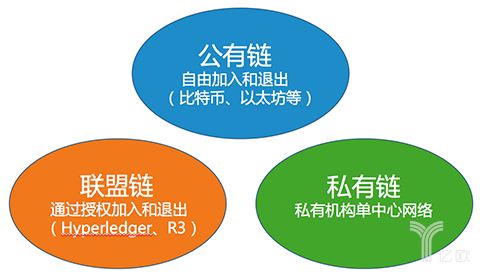 公有链
自由加入和退出
（比特币、以太坊等）
联盟链
通过授权加入和退出
（Hyperledger、R3）
私有链
私有机构单中心网络
亿欧